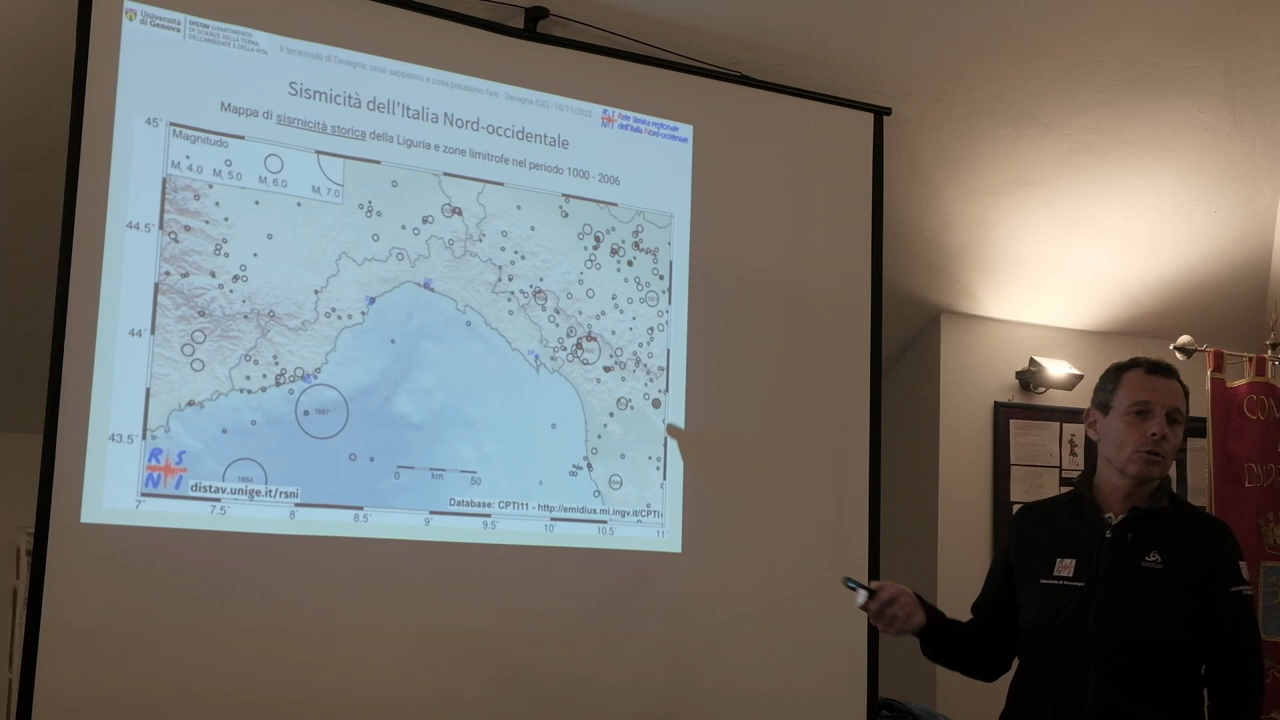 Università
di Genova
DISTAV DIPARTIMENTO
DI SCIENZE DELLA TERRA,
DELL'AMBIENTE E DELLA VITA
Il terremoto di Davagna: cosa sappiamo e cosa possiamo fare - Davagna (GE) - 10/11/2022
RSNI
Rete Sismica regionale
dell'Italia Nord-occidentale
Sismicità dell'Italia Nord-occidentale
Mappa di sismicità storica della Liguria e zone limitrofe nel periodo 1000 - 2006
45˚
Magnitudo
M, 4.0 M, 5.0 M, 6.0 M, 7.0
44.5˚
44˚
1887
43.5˚
RSNI
distav.unige.it/rsni
0 km 50
Database: CPTI11 - http://emidius.mi.ingv.it/CPTI
7˚ 7.5˚ 8˚ 8.5˚ 9˚ 9.5˚ 10˚ 10.5˚ 11